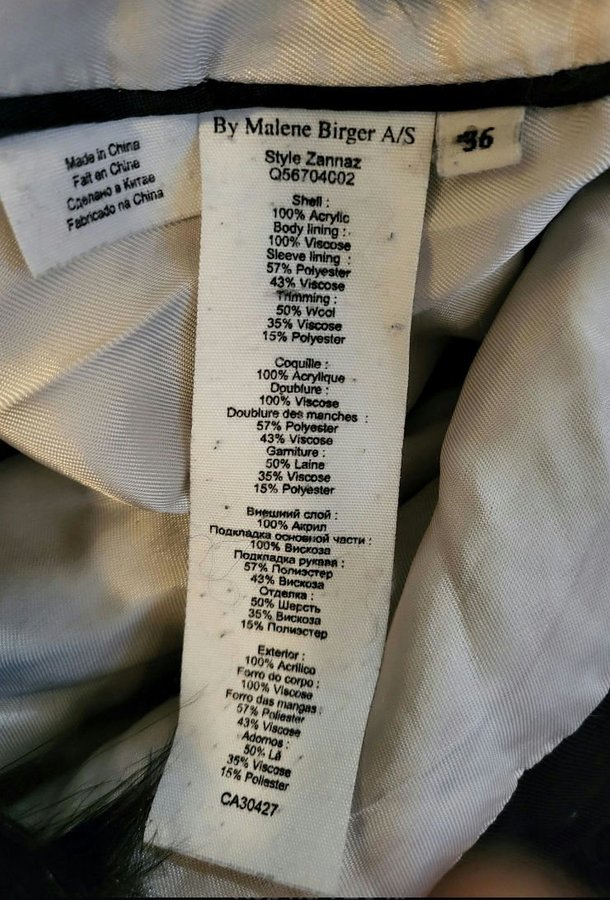 Made in China
Fait en Chine
Сделано в Китае
Fabricado na China
By Malene Birger A/S
36
Style Zannaz
Q56704002
Shell :
100% Acrylic
Body lining :
100% Viscose
Sleeve lining :
57% Polyester
43% Viscose
Trimming :
50% Wool
35% Viscose
15% Polyester
Coquille :
100% Acrylique
Doublure :
100% Viscose
Doublure des manches :
57% Polyester
43% Viscose
Garniture :
50% Laine
35% Viscose
15% Polyester
Внешний слой :
100% Акрил
Подкладка основной части :
100% Вискоза
Подкладка рукава :
57% Полиэстер
43% Вискоза
Отделка :
50% Шерсть
35% Вискоза
15% Полиэстер
Exterior :
100% Acrílico
Forro do corpo :
100% Viscose
Forro das mangas :
57% Poliester
43% Viscose
Adornos :
50% Lã
35% Viscose
15% Poliester
CA30427